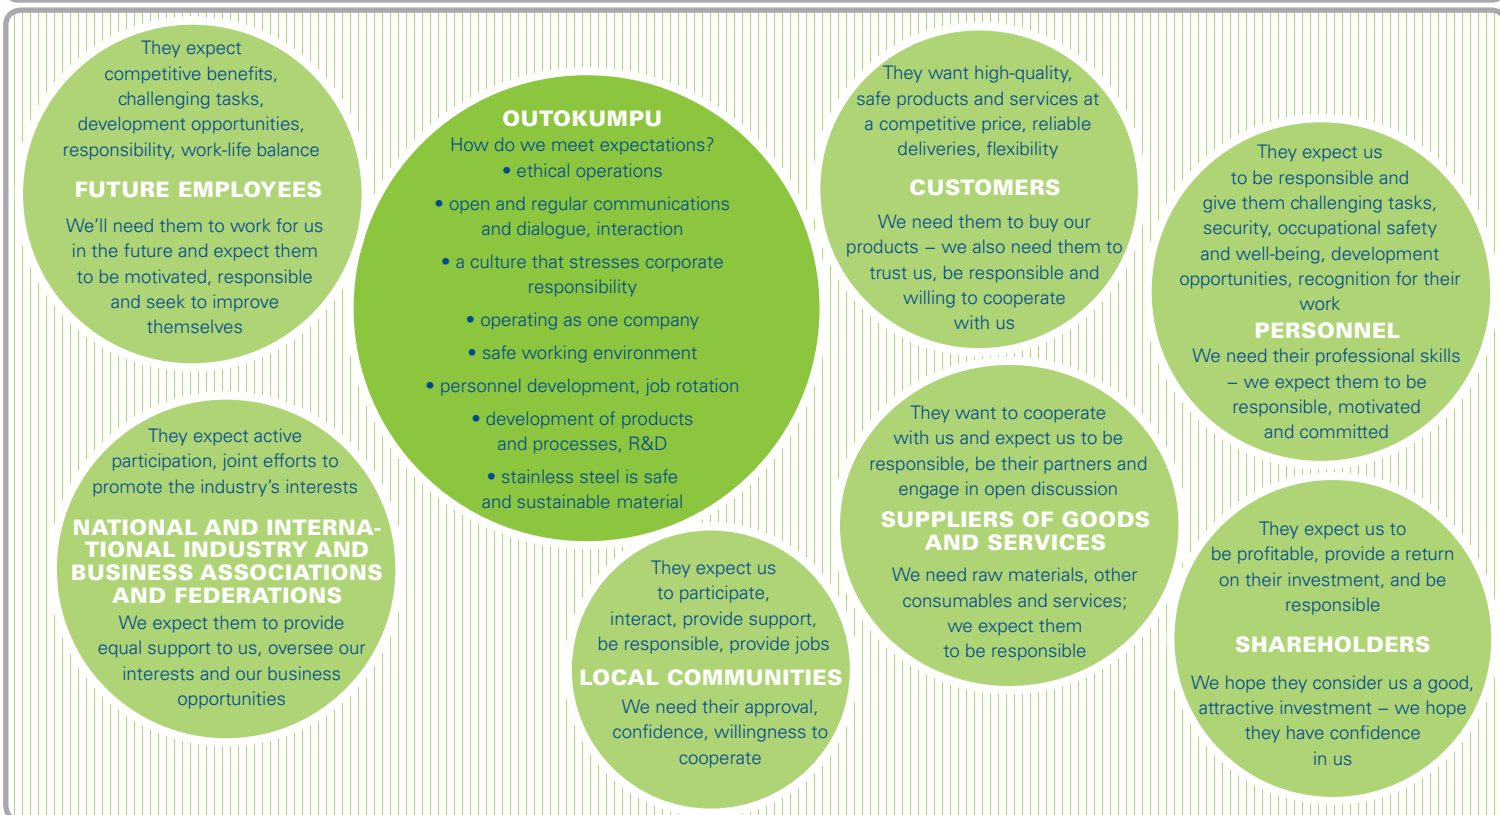 They expect
competitive benefits,
challenging tasks,
development opportunities,
responsibility, work-life balance
FUTURE EMPLOYEES
We'll need them to work for us
in the future and expect them
to be motivated, responsible
and seek to improve
themselves
OUTOKUMPU
How do we meet expectations?
• ethical operations
• open and regular communications
and dialogue, interaction
• a culture that stresses corporate
responsibility
• operating as one company
• safe working environment
• personnel development, job rotation
• development of products
and processes, R&D
• stainless steel is safe
and sustainable material
They want high-quality,
safe products and services at
a competitive price, reliable
deliveries, flexibility
CUSTOMERS
We need them to buy our
products – we also need them to
trust us, be responsible and
willing to cooperate
with us
They expect us
to be responsible and
give them challenging tasks,
security, occupational safety
and well-being, development
opportunities, recognition for their
work
PERSONNEL
We need their professional skills
– we expect them to be
responsible, motivated
and committed
They expect active
participation, joint efforts to
promote the industry's interests
NATIONAL AND INTERNA-
TIONAL INDUSTRY AND
BUSINESS ASSOCIATIONS
AND FEDERATIONS
We expect them to provide
equal support to us, oversee our
interests and our business
opportunities
They expect us
to participate,
interact, provide support,
be responsible, provide jobs
LOCAL COMMUNITIES
We need their approval,
confidence, willingness to
cooperate
They want to cooperate
with us and expect us to be
responsible, be their partners and
engage in open discussion
SUPPLIERS OF GOODS
AND SERVICES
We need raw materials, other
consumables and services;
we expect them
to be responsible
They expect us to
be profitable, provide a return
on their investment, and be
responsible
SHAREHOLDERS
We hope they consider us a good,
attractive investment – we hope
they have confidence
in us